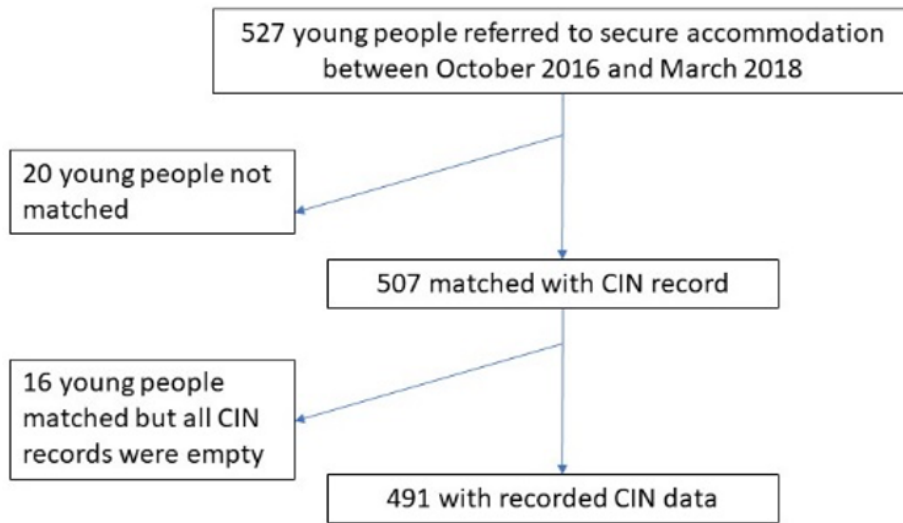 527 young people referred to secure accommodation
between October 2016 and March 2018
20 young people not
matched
507 matched with CIN record
16 young people
matched but all CIN
records were empty
491 with recorded CIN data